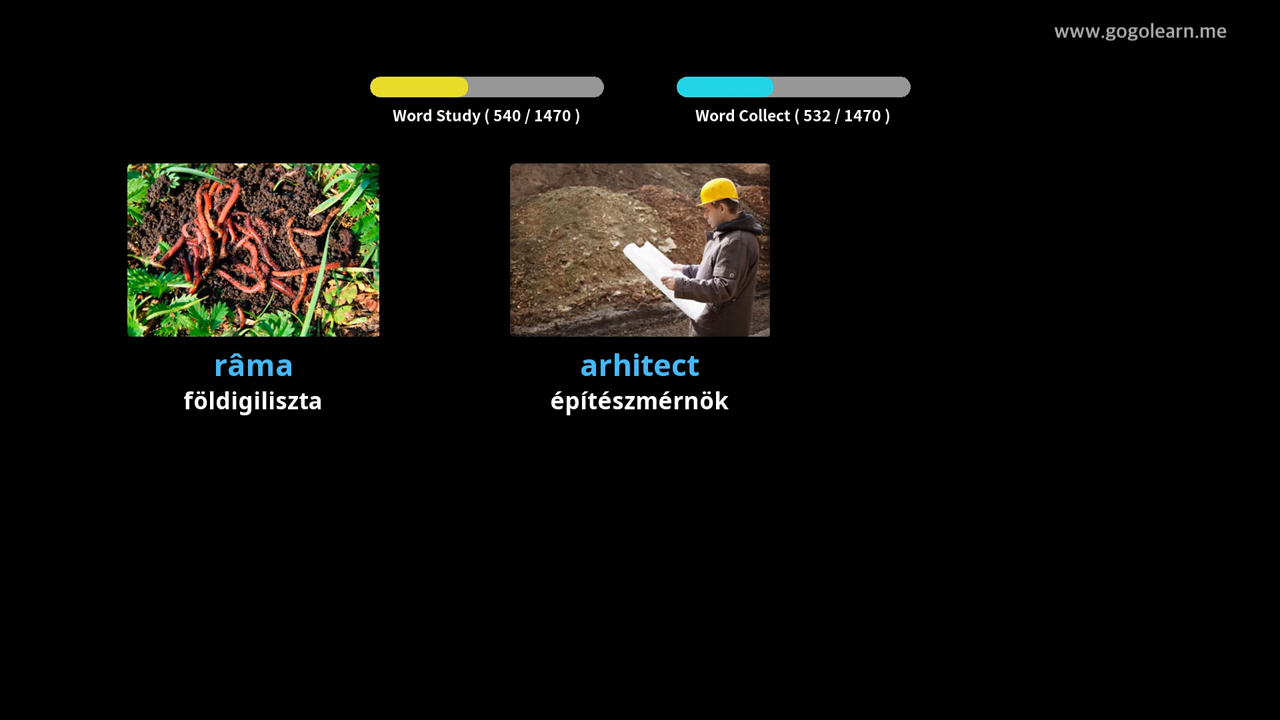 www.gogolearn.me
Word Study ( 540 / 1470 )
Word Collect ( 532 / 1470 )
râma
földigiliszta
arhitect
építészmérnök